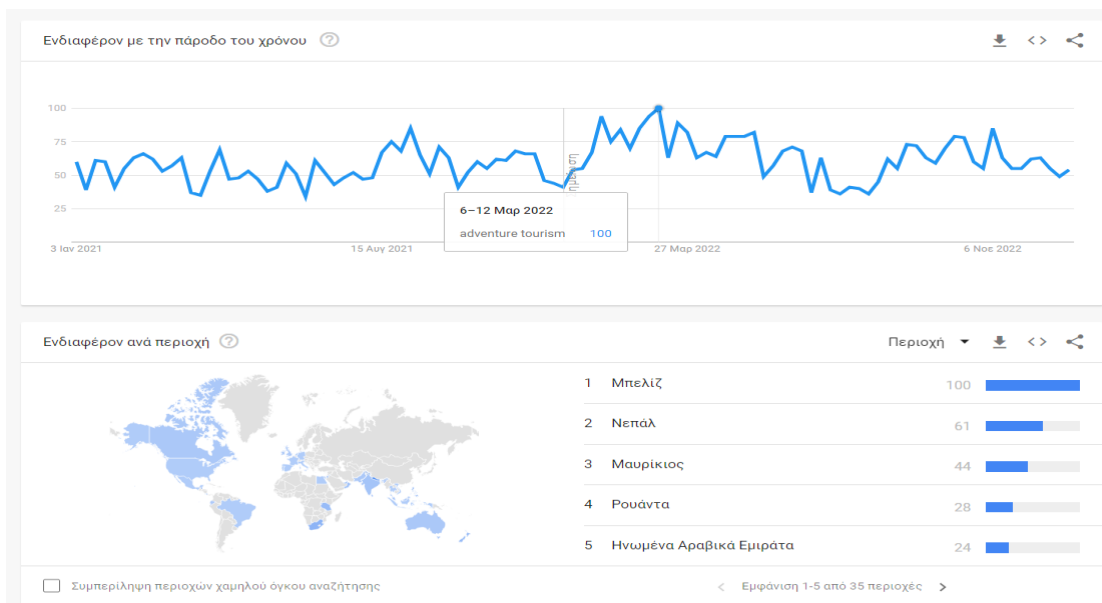 Ενδιαφέρον με την πάροδο του χρόνου ?
< >
100
75
50
25
3 Ιαν 2021
15 Αυγ 2021
27 Μαρ 2022
6 Νοε 2022
6–12 Μαρ 2022
adventure tourism 100
Ενδιαφέρον ανά περιοχή ?
Περιοχή < >
1 Μπελίζ 100
2 Νεπάλ 61
3 Μαυρίκιος 44
4 Ρουάντα 28
5 Ηνωμένα Αραβικά Εμιράτα 24
Συμπερίληψη περιοχών χαμηλού όγκου αναζήτησης
< Εμφάνιση 1-5 από 35 περιοχές >